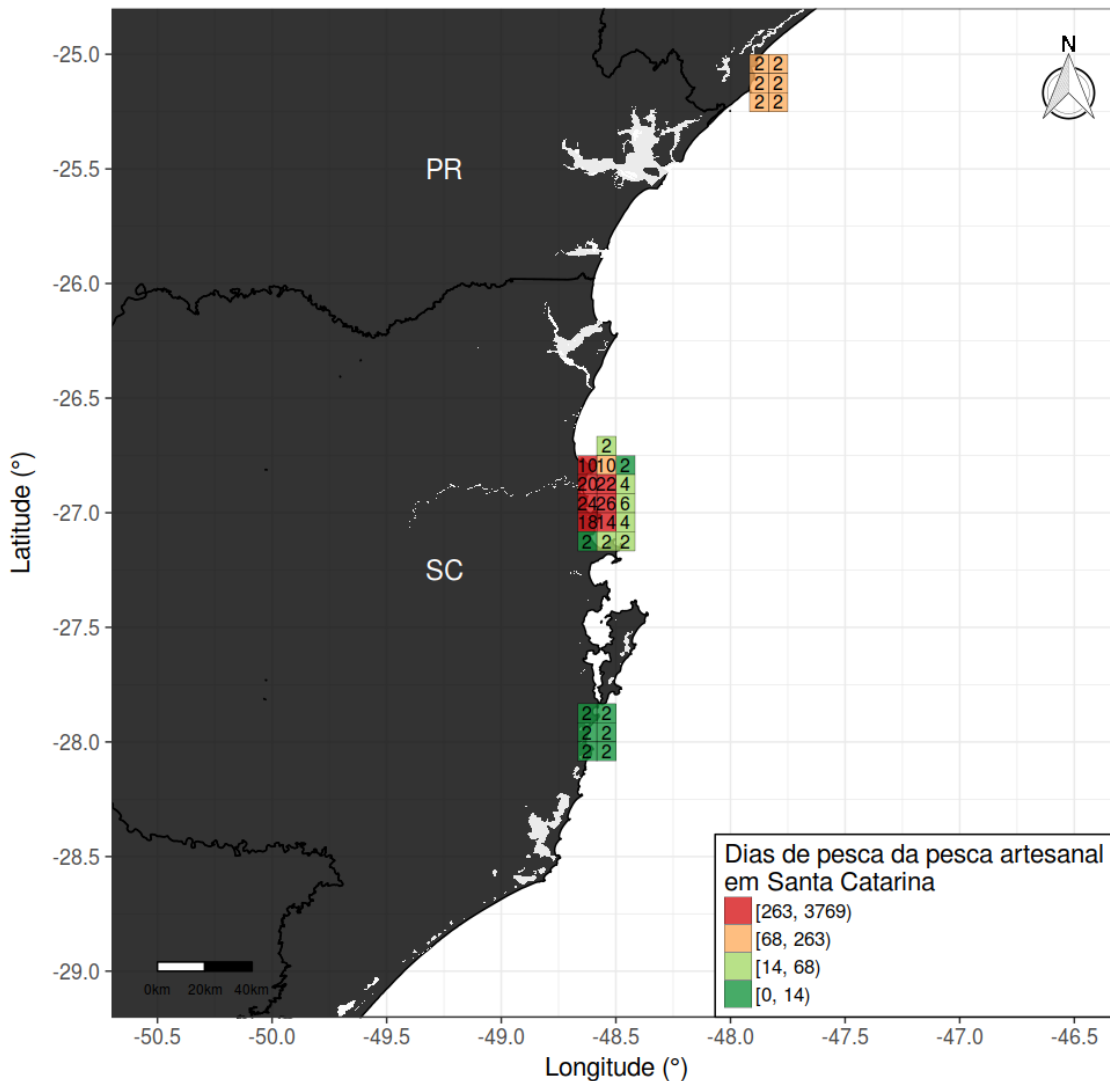 N
-25.0
-25.5
-26.0
-26.5
-27.0
-27.5
-28.0
-28.5
-29.0
Latitude (°)
PR
SC
2 2
2 2
2 2
2
10 10 2
20 22 4
24 26 6
18 14 4
2 2 2
2 2
2 2
2 2
Dias de pesca da pesca artesanal
em Santa Catarina
[263, 3769)
[68, 263)
[14, 68)
[0, 14)
0km 20km 40km
-50.5 -50.0 -49.5 -49.0 -48.5 -48.0 -47.5 -47.0 -46.5
Longitude (°)